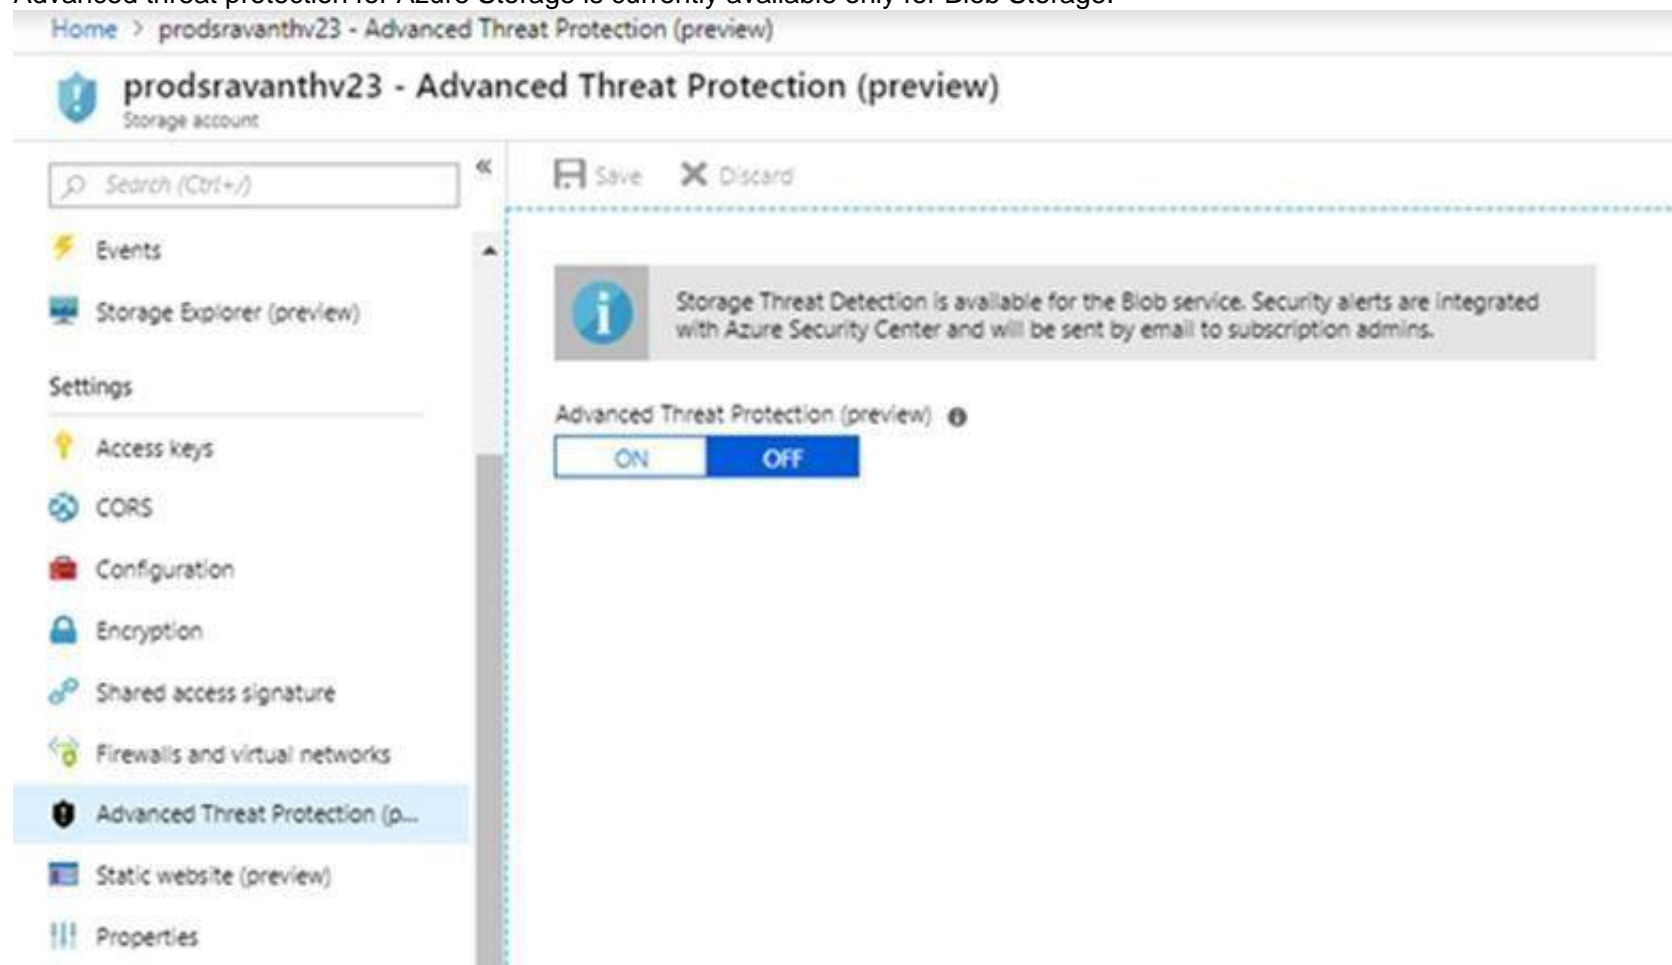 Advanced threat protection for Azure Storage is currently available only for Blob Storage.
Home > prodsravanthv23 - Advanced Threat Protection (preview)
prodsravanthv23 - Advanced Threat Protection (preview)
Storage account
Search (Ctrl+/)
«
Save Discard
Events
Storage Explorer (preview)
Storage Threat Detection is available for the Blob service. Security alerts are integrated
with Azure Security Center and will be sent by email to subscription admins.
Settings
Advanced Threat Protection (preview)
ON OFF
Access keys
CORS
Configuration
Encryption
Shared access signature
Firewalls and virtual networks
Advanced Threat Protection (p...
Static website (preview)
Properties